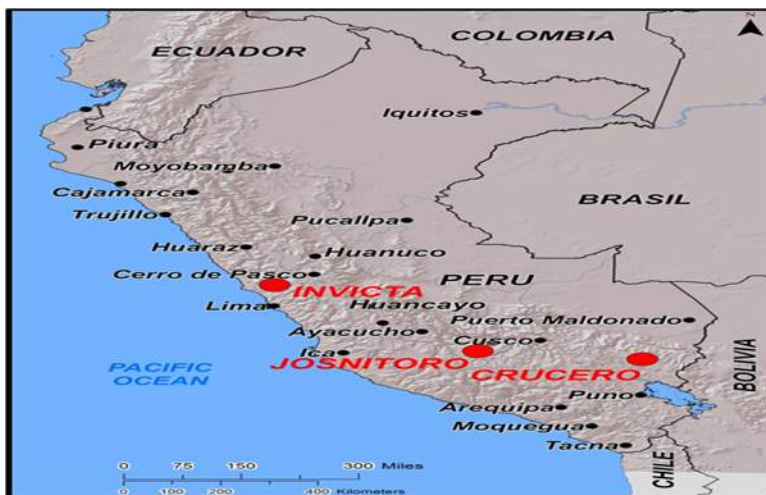 COLOMBIA
ECUADOR
Iquitos
Piura
Moyobamba
Cajamarca
BRASIL
Trujillo
Pucallpa
Huaraz
Huanuco
Cerro de Pasco
PERU
INVICTA
Lima
Huancayo
Puerto Maldonado
Ayacucho
Cusco
Ica
JOSNITORO
CRUCERO
BOLIVIA
PACIFIC
OCEAN
Puno
Arequipa
Moquegua
Tacna
CHILE
0 75 150 300 Miles
0 100 200 400 Kilometers